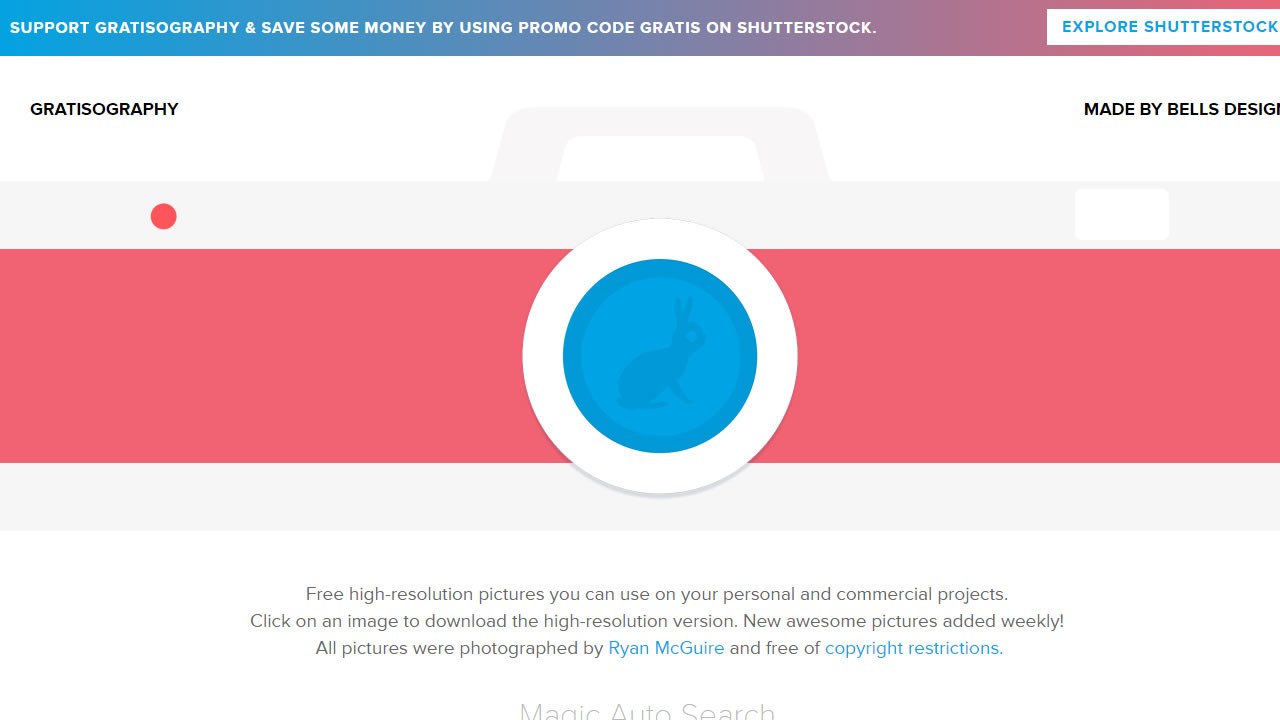 SUPPORT GRATISOGRAPHY & SAVE SOME MONEY BY USING PROMO CODE GRATIS ON SHUTTERSTOCK.
EXPLORE SHUTTERSTOCK
GRATISOGRAPHY
MADE BY BELLS DESIGN
Free high-resolution pictures you can use on your personal and commercial projects.
Click on an image to download the high-resolution version. New awesome pictures added weekly!
All pictures were photographed by Ryan McGuire and free of copyright restrictions.
Magic Auto Search